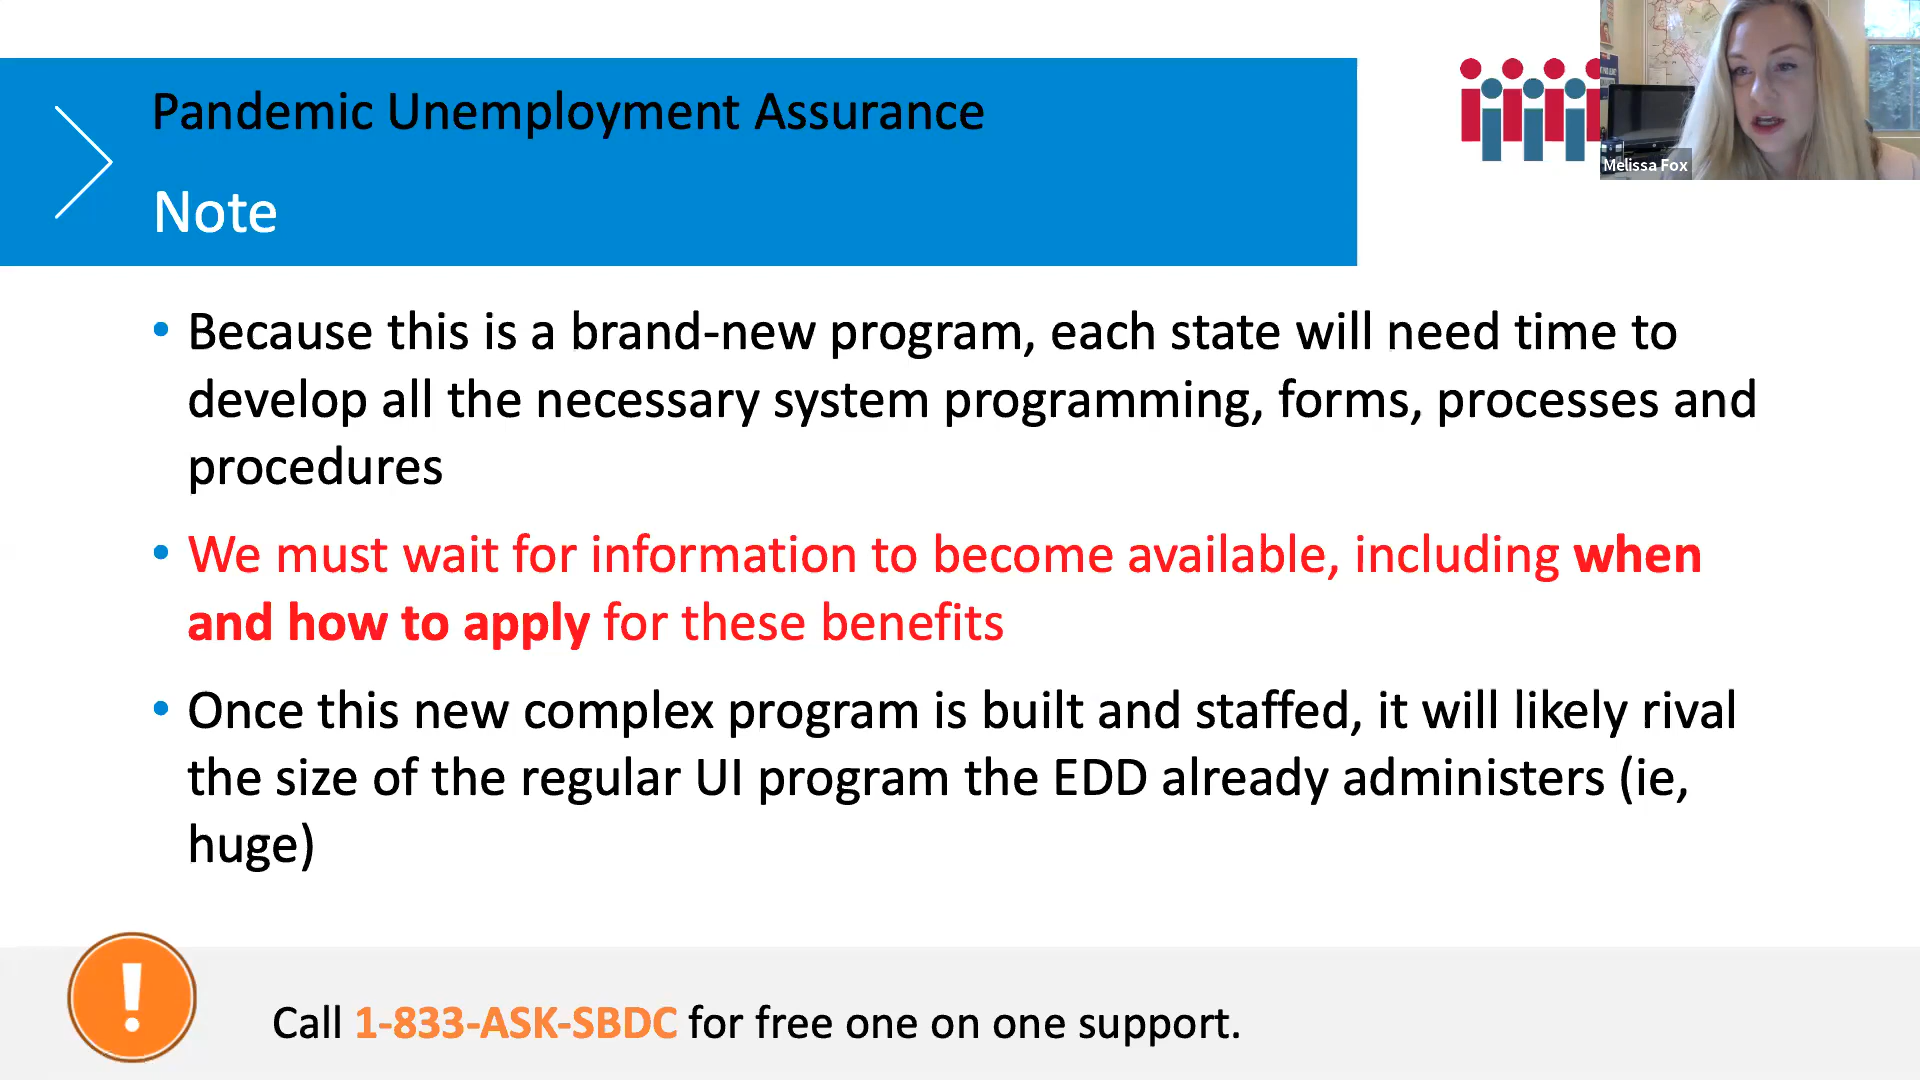 Pandemic Unemployment Assurance
Note
Melissa Fox
• Because this is a brand-new program, each state will need time to
develop all the necessary system programming, forms, processes and
procedures
• We must wait for information to become available, including when
and how to apply for these benefits
• Once this new complex program is built and staffed, it will likely rival
the size of the regular UI program the EDD already administers (ie,
huge)
!
Call 1-833-ASK-SBDC for free one on one support.